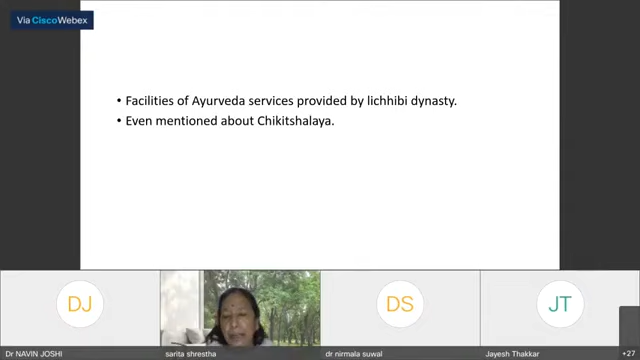 Via CiscoWebex
• Facilities of Ayurveda services provided by lichhibi dynasty.
• Even mentioned about Chikitshalaya.
DJ
DS
JT
Dr NAVIN JOSHI
sarita shrestha
dr nirmala suwal
Jayesh Thakkar
+27